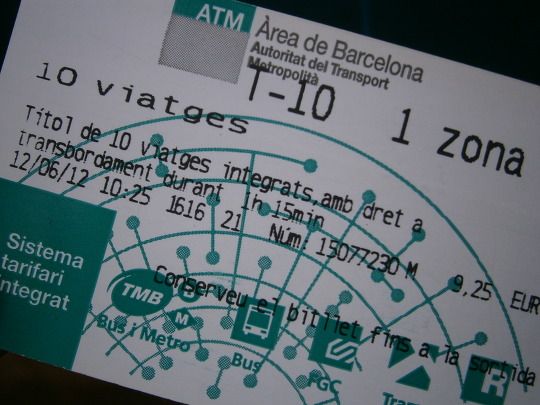 ATM
Àrea de Barcelona
Autoritat del Transport
Metropolità
T-10 1 zona
10 viatges
Títol de 10 viatges integrats,amb dret a
transbordament durant 1h 15min
12/06/12 10:25 1616 21 Núm: 15077230 M 9,25 EUR
Conserveu el bitllet fins a la sortida
Sistema
tarifari
integrat
TMB
B
M
Bus i Metro
Bus
FGC
Tram
R